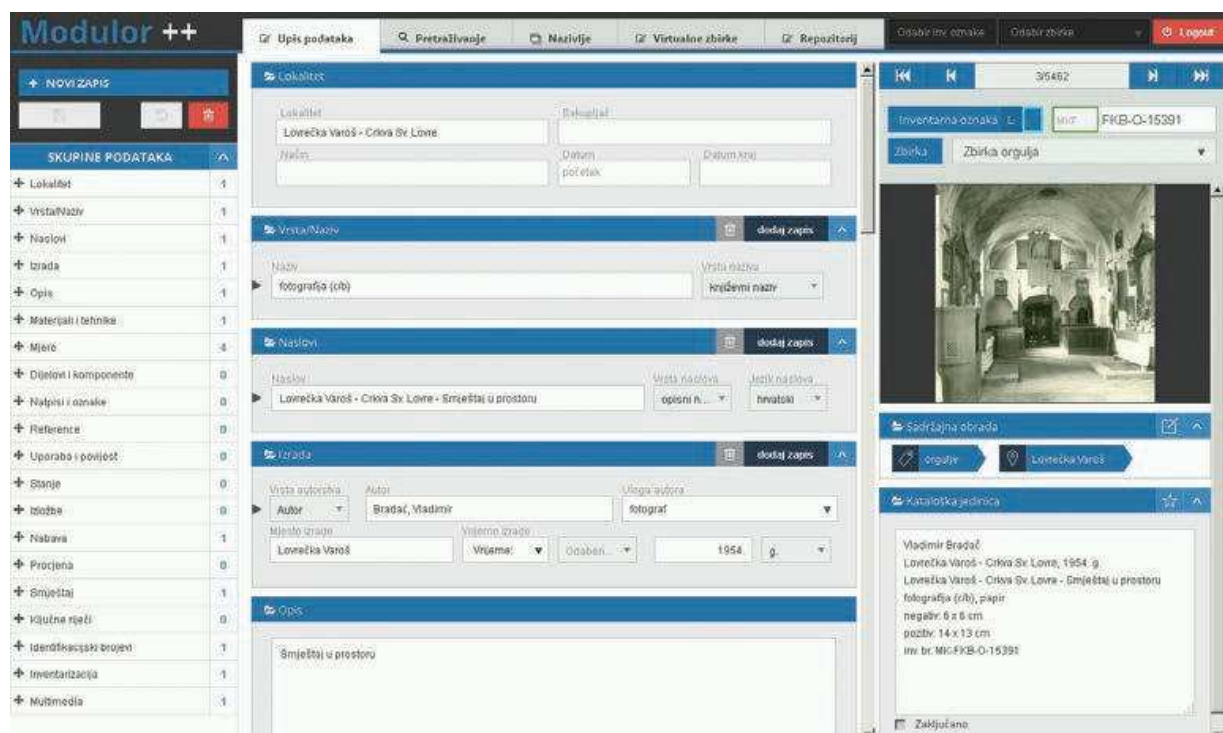 Modulor ++
Upis podataka
Pretraživanje
Nazivlje
Virtualne zbirke
Repozitorij
Odabir inv. oznake
Odabir zbirke
Logout
+ NOVI ZAPIS
SKUPINE PODATAKA
Lokalitet 1
Vrsta/Naziv 1
Naslovi 1
Izrada 1
Opis 1
Materijali i tehnike 1
Mjere 4
Dijelovi i komponente 0
Natpisi i oznake 0
Reference 0
Uporaba i povijest 0
Stanje 0
Izložbe 0
Nabava 1
Procjena 0
Smještaj 1
Ključne riječi 0
Identifikacijski brojevi 1
Inventarizacija 1
Multimedia 1
Lokalitet
Lokalitet
Sakupljač
Lovrečka Varoš - Crkva Sv. Lovre
Način
Datum
Datum kraj
početak
Vrsta/Naziv
dodaj zapis
Naziv
Vrsta naziva
fotografija (c/b)
književni naziv
Naslovi
dodaj zapis
Naslov
Vrsta naslova
Jezik naslova
Lovrečka Varoš - Crkva Sv. Lovre - Smještaj u prostoru
opisni n...
hrvatski
Izrada
dodaj zapis
Vrsta autorstva
Autor
Uloga autora
Autor
Bradač, Vladimir
fotograf
Mjesto izrade
Vrijeme izrade
Lovrečka Varoš
Vrijeme:
Odaberi...
1954.
g.
Opis
Smještaj u prostoru
3/5462
Inventarna oznaka
FKB-O-15391
Zbirka
Zbirka orgulja
Sadržajna obrada
orgulje
Lovrečka Varoš
Kataloška jedinica
Vladimir Bradač
Lovrečka Varoš - Crkva Sv. Lovre, 1954. g.
Lovrečka Varoš - Crkva Sv. Lovre - Smještaj u prostoru
fotografija (c/b), papir
negativ: 6 x 6 cm
pozitiv: 14 x 13 cm
inv. br. MK-FKB-O-15391
Zaključano